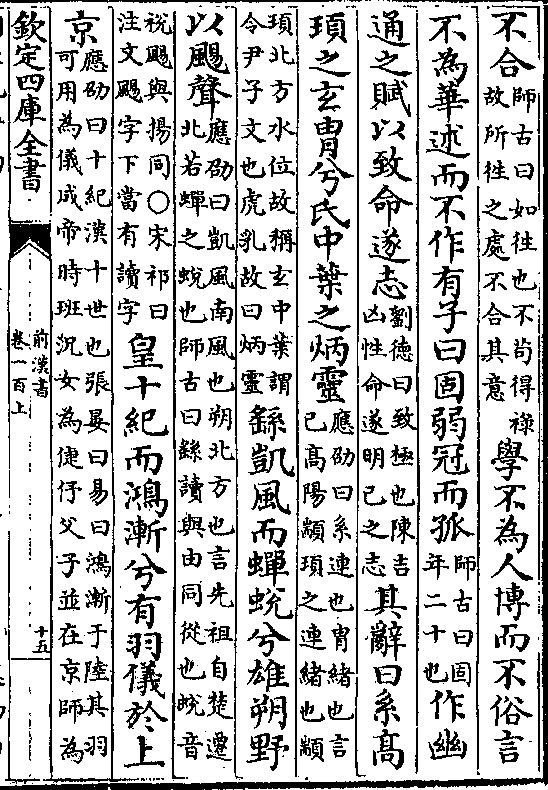 不合師古曰如徃也不苟得祿故所徃之處不合其意學不為人博而不俗言
不為華述而不作有子曰固弱冠而孤師古曰固年二十也作幽
通之賦以致命遂志劉德曰致極也陳吉凶性命遂明己之志其辭曰系高
頊之玄胄兮氏中葉之炳靈應劭曰系連也胄緒也言己高陽顓頊之連緒也顓
頊北方水位故稱玄中葉謂令尹子文也虎乳故曰炳靈繇凱風而蟬蛻兮雄朔野
以颺聲應劭曰凱風南風也朔北方也言先祖自楚遷北若蟬之蛻也師古曰繇讀與由同從也蛻音
稅颺與揚同○宋祁曰注文颺字下當有讀字皇十紀而鴻漸兮有羽儀於上
京應劭曰十紀漢十世也張晏曰易曰鴻漸于陸其羽可用為儀成帝時班況女為倢伃父子並在京師為
欽定四庫全書
前漢書
卷一百上
十五